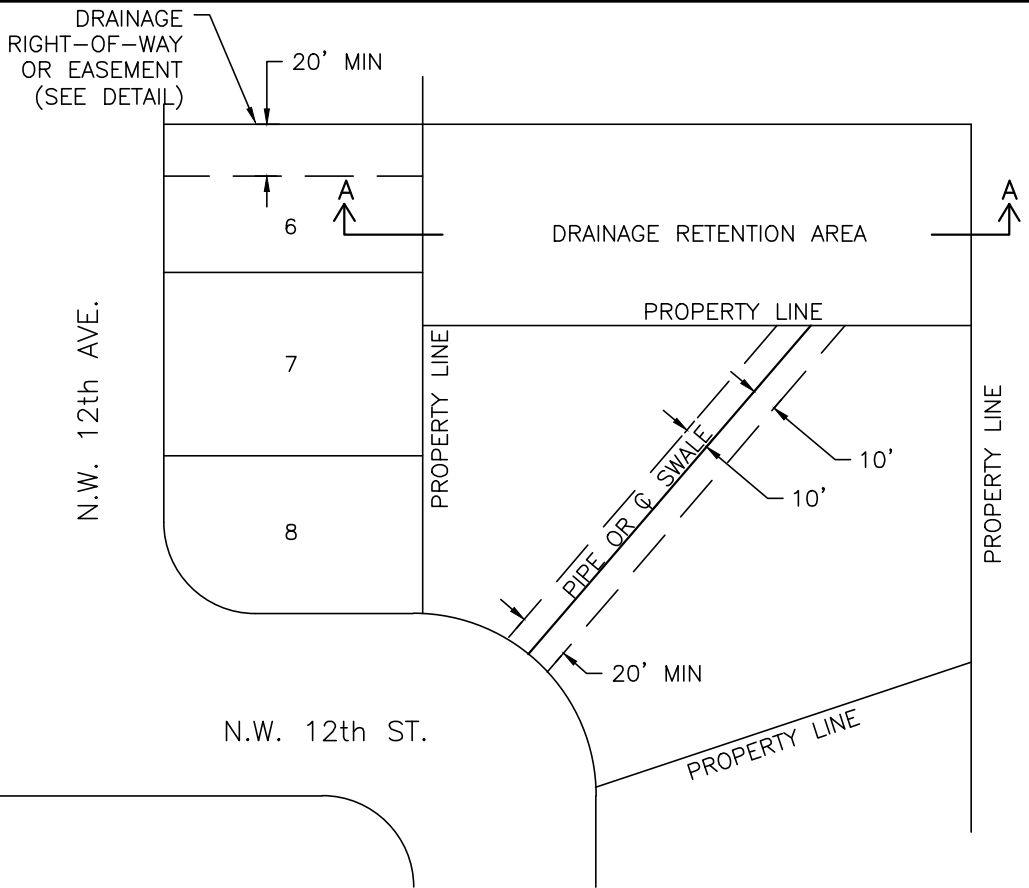 DRAINAGE
RIGHT-OF-WAY
OR EASEMENT
(SEE DETAIL)
20' MIN
A
A
6
DRAINAGE RETENTION AREA
PROPERTY LINE
N.W. 12th AVE.
7
PROPERTY LINE
PROPERTY LINE
10'
10'
PIPE OR ℄ SWALE
8
20' MIN
N.W. 12th ST.
PROPERTY LINE